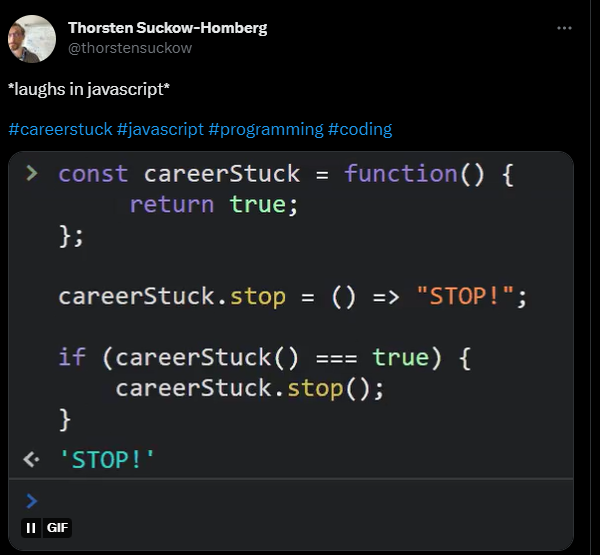 Thorsten Suckow-Homberg
@thorstensuckow
*laughs in javascript*
#careerstuck #javascript #programming #coding
> const careerStuck = function() {
return true;
};
careerStuck.stop = () => "STOP!";
if (careerStuck() === true) {
careerStuck.stop();
}
'STOP!'
>
GIF